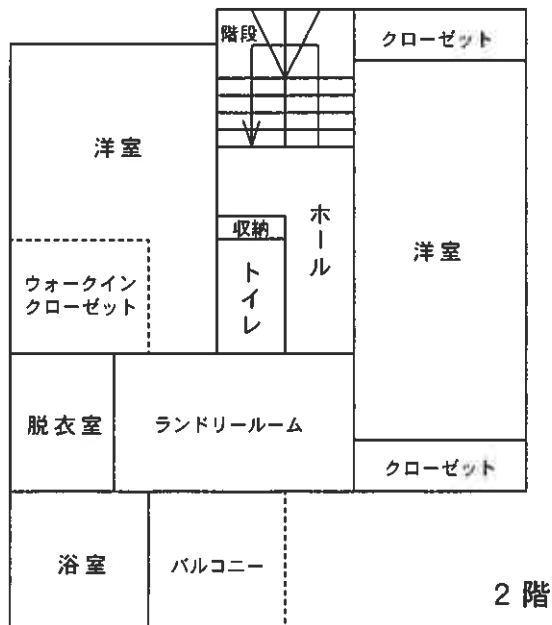 階段
クローゼット
洋室
ホール
収納
洋室
ウォークイン
クローゼット
トイレ
脱衣室
ランドリールーム
クローゼット
浴室
バルコニー
2階